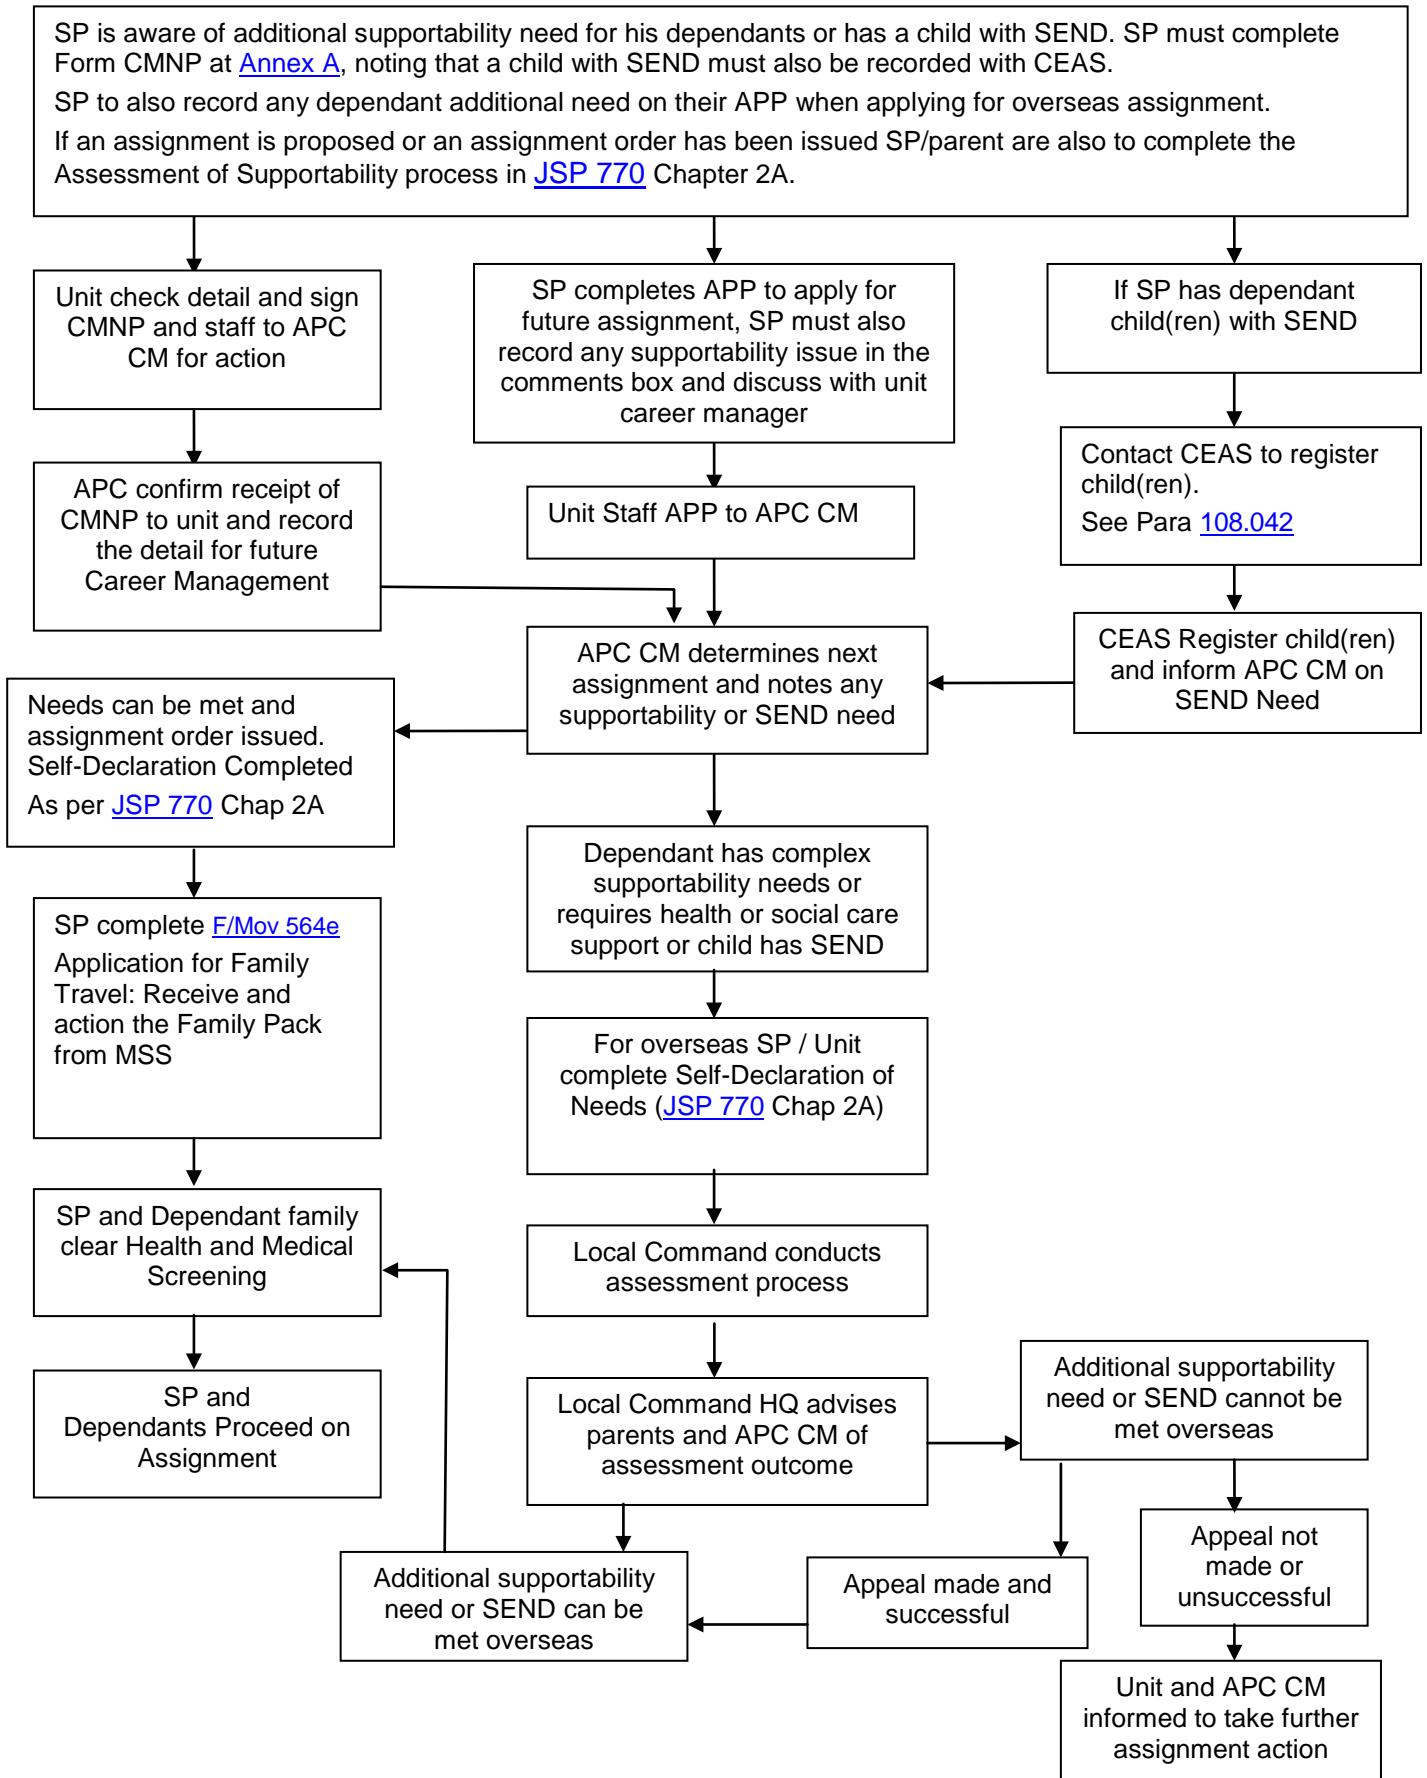 SP is aware of additional supportability need for his dependants or has a child with SEND. SP must complete
Form CMNP at Annex A, noting that a child with SEND must also be recorded with CEAS.
SP to also record any dependant additional need on their APP when applying for overseas assignment.
If an assignment is proposed or an assignment order has been issued SP/parent are also to complete the
Assessment of Supportability process in JSP 770 Chapter 2A.
Unit check detail and sign
CMNP and staff to APC
CM for action
SP completes APP to apply for
future assignment, SP must also
record any supportability issue in the
comments box and discuss with unit
career manager
If SP has dependant
child(ren) with SEND
APC confirm receipt of
CMNP to unit and record
the detail for future
Career Management
Unit Staff APP to APC CM
Contact CEAS to register
child(ren).
See Para 108.042
APC CM determines next
assignment and notes any
supportability or SEND need
CEAS Register child(ren)
and inform APC CM on
SEND Need
Needs can be met and
assignment order issued.
Self-Declaration Completed
As per JSP 770 Chap 2A
Dependant has complex
supportability needs or
requires health or social care
support or child has SEND
SP complete F/Mov 564e
Application for Family
Travel: Receive and
action the Family Pack
from MSS
For overseas SP / Unit
complete Self-Declaration of
Needs (JSP 770 Chap 2A)
SP and Dependant family
clear Health and Medical
Screening
Local Command conducts
assessment process
SP and
Dependants Proceed on
Assignment
Local Command HQ advises
parents and APC CM of
assessment outcome
Additional supportability
need or SEND cannot be
met overseas
Additional supportability
need or SEND can be
met overseas
Appeal made and
successful
Appeal not
made or
unsuccessful
Unit and APC CM
informed to take further
assignment action